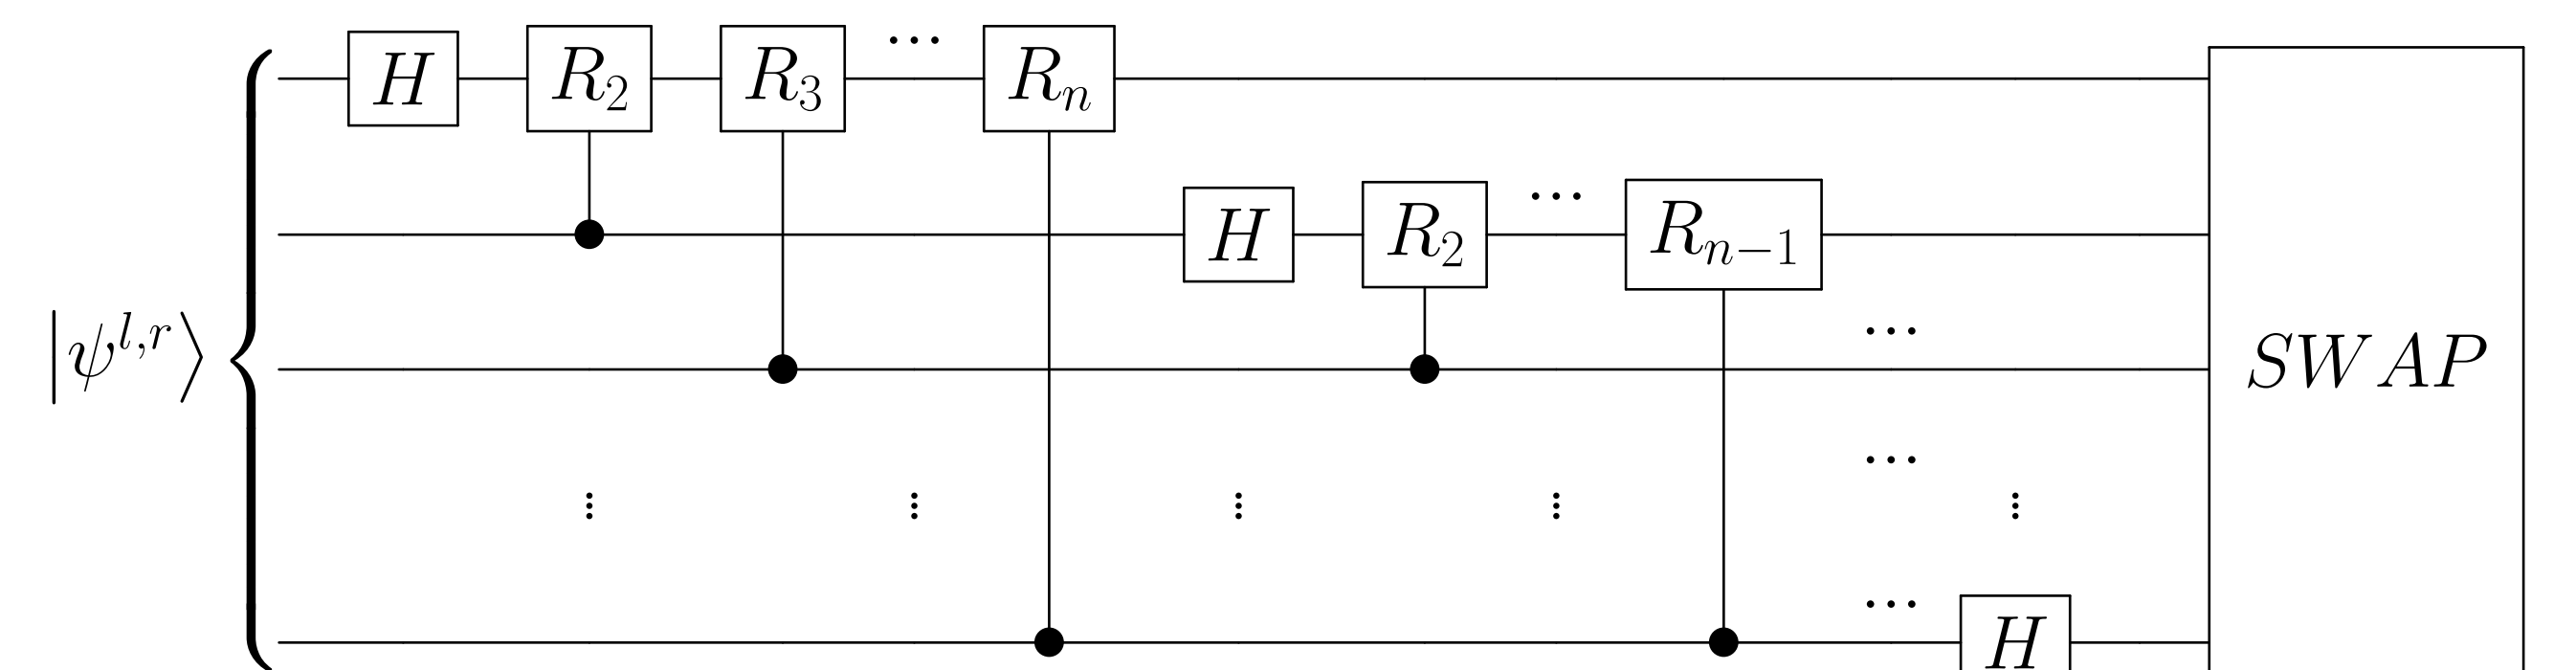 H R₂ R₃ ⋯ Rₙ
H R₂ ⋯ Rₙ₋₁
⋯
|ψˡ,ʳ⟩ SWAP
⋯
⋮ ⋮ ⋮ ⋮ ⋮
⋯ H